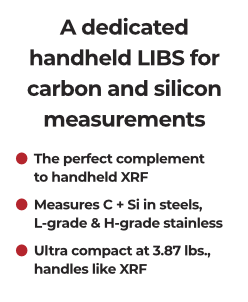 A dedicated
handheld LIBS for
carbon and silicon
measurements
The perfect complement
to handheld XRF
Measures C + Si in steels,
L-grade & H-grade stainless
Ultra compact at 3.87 lbs.,
handles like XRF